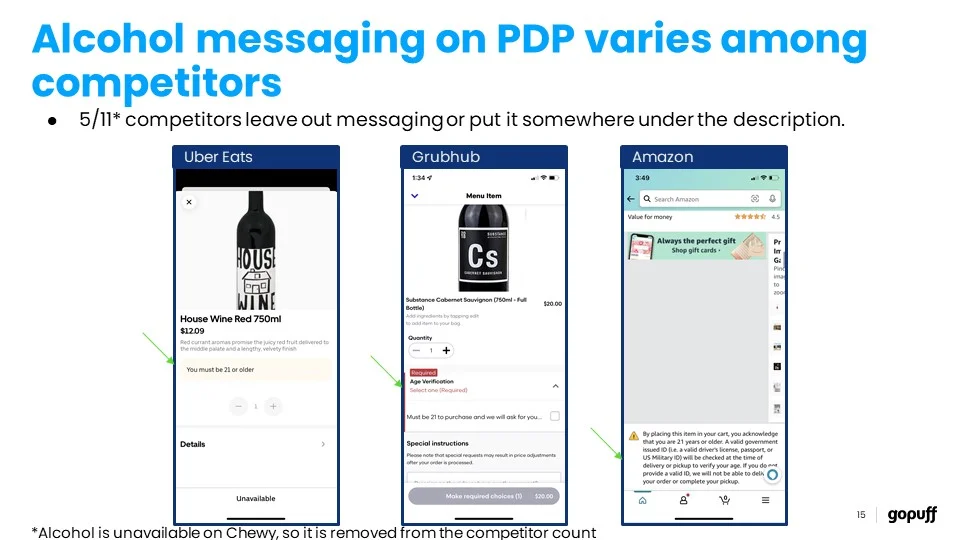 Alcohol messaging on PDP varies among
competitors
● 5/11* competitors leave out messaging or put it somewhere under the description.
Uber Eats
HOUSE
WINE
House Wine Red 750ml
$12.09
Red currant aromas promise the juicy red fruit delivered to
the middle palate and a lengthy, velvety finish
You must be 21 or older
1
Details
Unavailable
Grubhub
1:34
Menu Item
SUBSTANCE
Cs
CABERNET SAUVIGNON
Substance Cabernet Sauvignon (750ml - Full
Bottle)
$20.00
Add ingredients by tapping edit
to add item to your bag.
Quantity
1
Required
Age Verification
Select one (Required)
Must be 21 to purchase and we will ask for you...
Special instructions
Please note that special requests may result in price adjustments
after your order is processed.
Make required choices (1) $20.00
Amazon
3:49
Search Amazon
Value for money 4.5
Always the perfect gift
Shop gift cards ›
Pr
Im
Ga
Pin
ima
to
zoo
By placing this item in your cart, you acknowledge
that you are 21 years or older. A valid government
issued ID (i.e. a valid driver's license, passport, or
US Military ID) will be checked at the time of
delivery or pickup to verify your age. If you do not
provide a valid ID, we will not be able to
your order or complete your pickup.
0
*Alcohol is unavailable on Chewy, so it is removed from the competitor count
15
gopuff